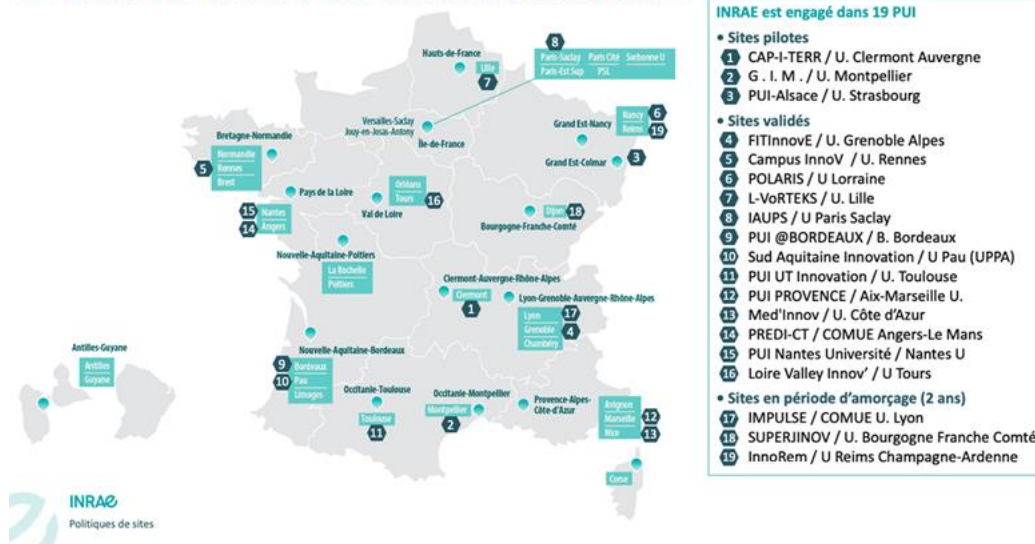 INRAE est engagé dans 19 PUI
• Sites pilotes
1 CAP-I-TERR / U. Clermont Auvergne
2 G . I . M . / U. Montpellier
3 PUI-Alsace / U. Strasbourg
• Sites validés
4 FITInnovE / U. Grenoble Alpes
5 Campus InnoV / U. Rennes
6 POLARIS / U Lorraine
7 L-VoRTEKS / U. Lille
8 IAUPS / U Paris Saclay
9 PUI @BORDEAUX / B. Bordeaux
10 Sud Aquitaine Innovation / U Pau (UPPA)
11 PUI UT Innovation / U. Toulouse
12 PUI PROVENCE / Aix-Marseille U.
13 Med'Innov / U. Côte d'Azur
14 PREDI-CT / COMUE Angers-Le Mans
15 PUI Nantes Université / Nantes U
16 Loire Valley Innov' / U Tours
• Sites en période d'amorçage (2 ans)
17 IMPULSE / COMUE U. Lyon
18 SUPERJINOV / U. Bourgogne Franche Comté
19 InnoRem / U Reims Champagne-Ardenne
Hauts-de-France
Lille
7
8
Paris-Saclay Paris Cité Sorbonne U
Paris-Est Sup PSL
Versailles-Saclay
Jouy-en-Josas-Antony
Île-de-France
Grand Est-Nancy
Nancy 6
Reims 19
Grand Est-Colmar 3
Bretagne-Normandie
Normandie
5 Rennes
Brest
Pays de la Loire
15 Nantes
14 Angers
Orléans
Tours 16
Val de Loire
Dijon 18
Bourgogne-Franche-Comté
Nouvelle-Aquitaine-Poitiers
La Rochelle
Poitiers
Clermont-Auvergne-Rhône-Alpes
Clermont
1
Lyon-Grenoble-Auvergne-Rhône-Alpes
Lyon 17
Grenoble 4
Chambéry
Nouvelle-Aquitaine-Bordeaux
9 Bordeaux
10 Pau
Limoges
Occitanie-Toulouse
Toulouse
11
Occitanie-Montpellier
Montpellier
2
Provence-Alpes-
Côte-d'Azur
Avignon
Marseille 12
Nice 13
Corse
Antilles-Guyane
Antilles
Guyane
INRAE
Politiques de sites